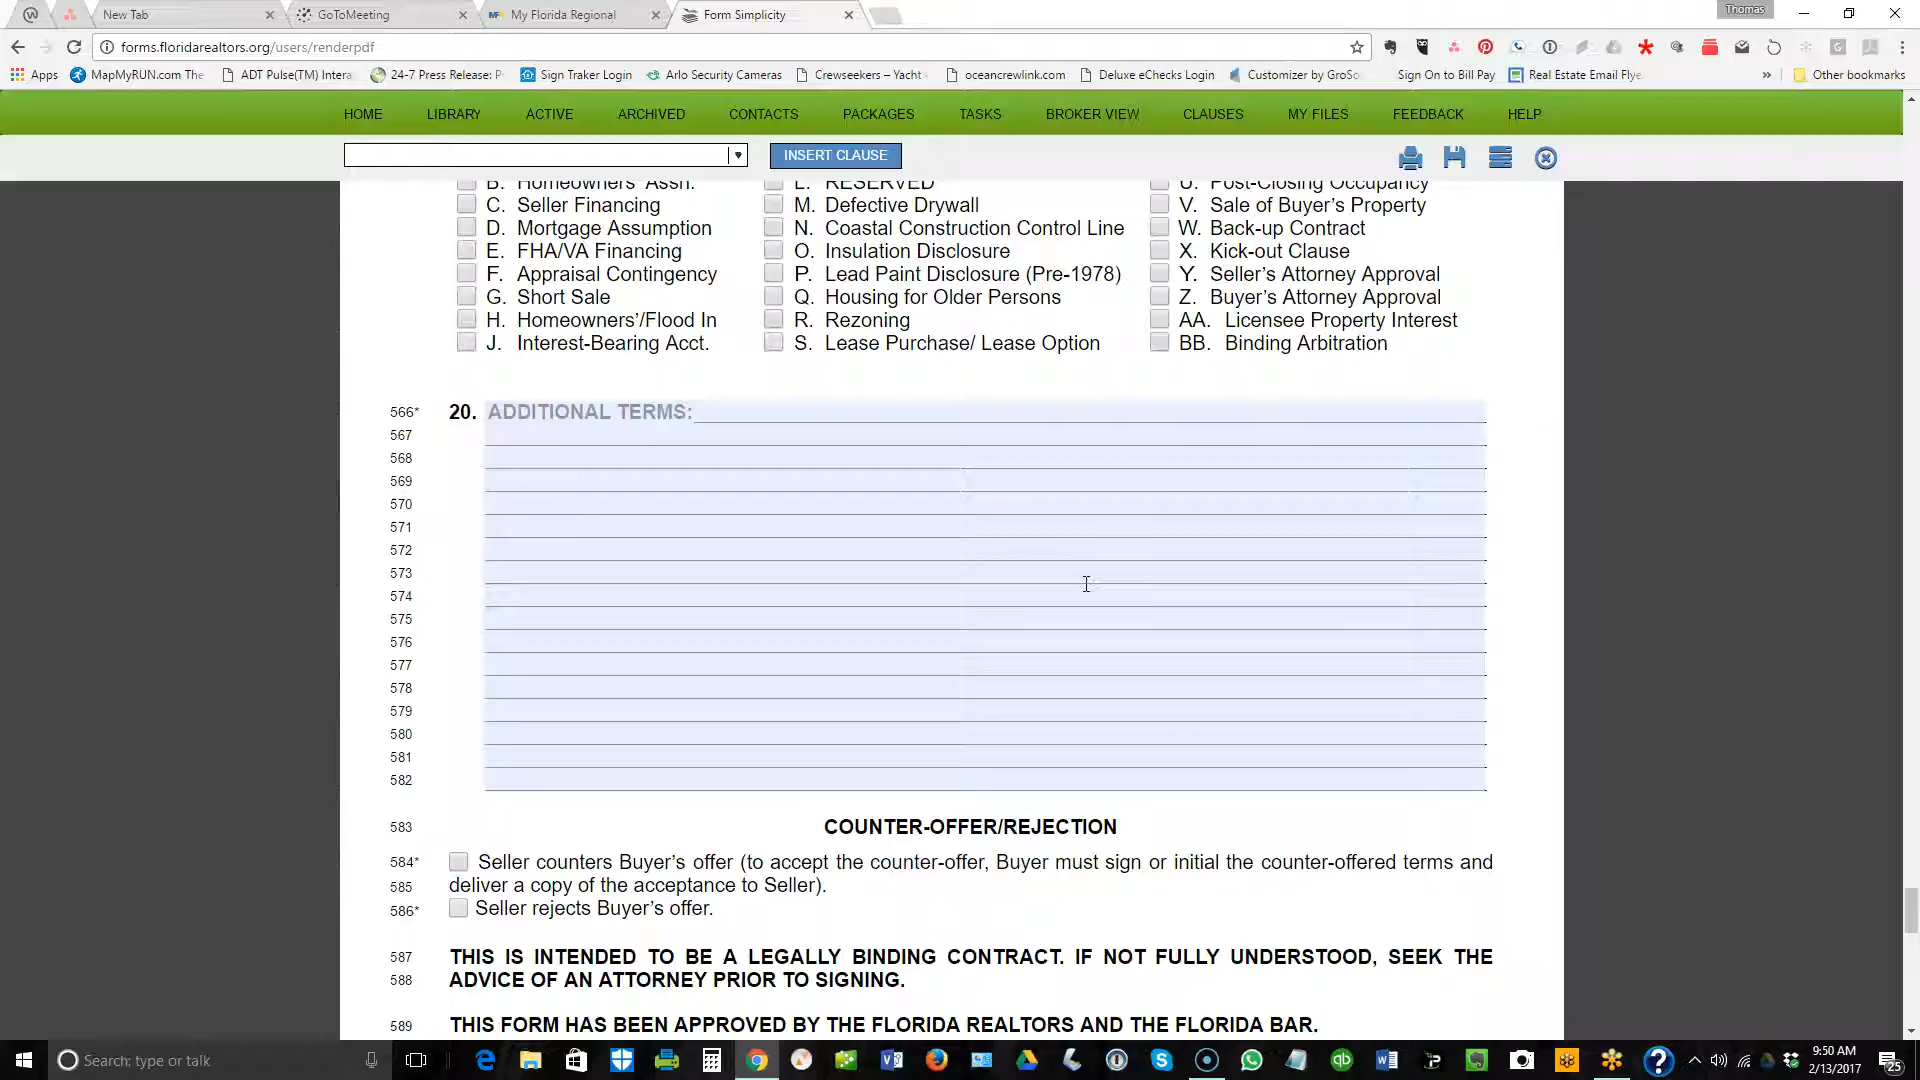 New Tab
GoToMeeting
My Florida Regional
Form Simplicity
Thomas
forms.floridarealtors.org/users/renderpdf
Apps
MapMyRUN.com The
ADT Pulse(TM) Intera
24-7 Press Release: P
Sign Traker Login
Arlo Security Cameras
Crewseekers – Yacht
oceancrewlink.com
Deluxe eChecks Login
Customizer by GroSo
Sign On to Bill Pay
Real Estate Email Flye
»
Other bookmarks
HOME LIBRARY ACTIVE ARCHIVED CONTACTS PACKAGES TASKS BROKER VIEW CLAUSES MY FILES FEEDBACK HELP
INSERT CLAUSE
B. Homeowners' Assn. L. RESERVED U. Post-Closing Occupancy
C. Seller Financing M. Defective Drywall V. Sale of Buyer's Property
D. Mortgage Assumption N. Coastal Construction Control Line W. Back-up Contract
E. FHA/VA Financing O. Insulation Disclosure X. Kick-out Clause
F. Appraisal Contingency P. Lead Paint Disclosure (Pre-1978) Y. Seller's Attorney Approval
G. Short Sale Q. Housing for Older Persons Z. Buyer's Attorney Approval
H. Homeowners'/Flood In R. Rezoning AA. Licensee Property Interest
J. Interest-Bearing Acct. S. Lease Purchase/ Lease Option BB. Binding Arbitration
566* 20. ADDITIONAL TERMS:
567
568
569
570
571
572
573
574
575
576
577
578
579
580
581
582
583 COUNTER-OFFER/REJECTION
584* Seller counters Buyer's offer (to accept the counter-offer, Buyer must sign or initial the counter-offered terms and
585 deliver a copy of the acceptance to Seller).
586* Seller rejects Buyer's offer.
587 THIS IS INTENDED TO BE A LEGALLY BINDING CONTRACT. IF NOT FULLY UNDERSTOOD, SEEK THE
588 ADVICE OF AN ATTORNEY PRIOR TO SIGNING.
589 THIS FORM HAS BEEN APPROVED BY THE FLORIDA REALTORS AND THE FLORIDA BAR.
Search: type or talk
9:50 AM
2/13/2017
25